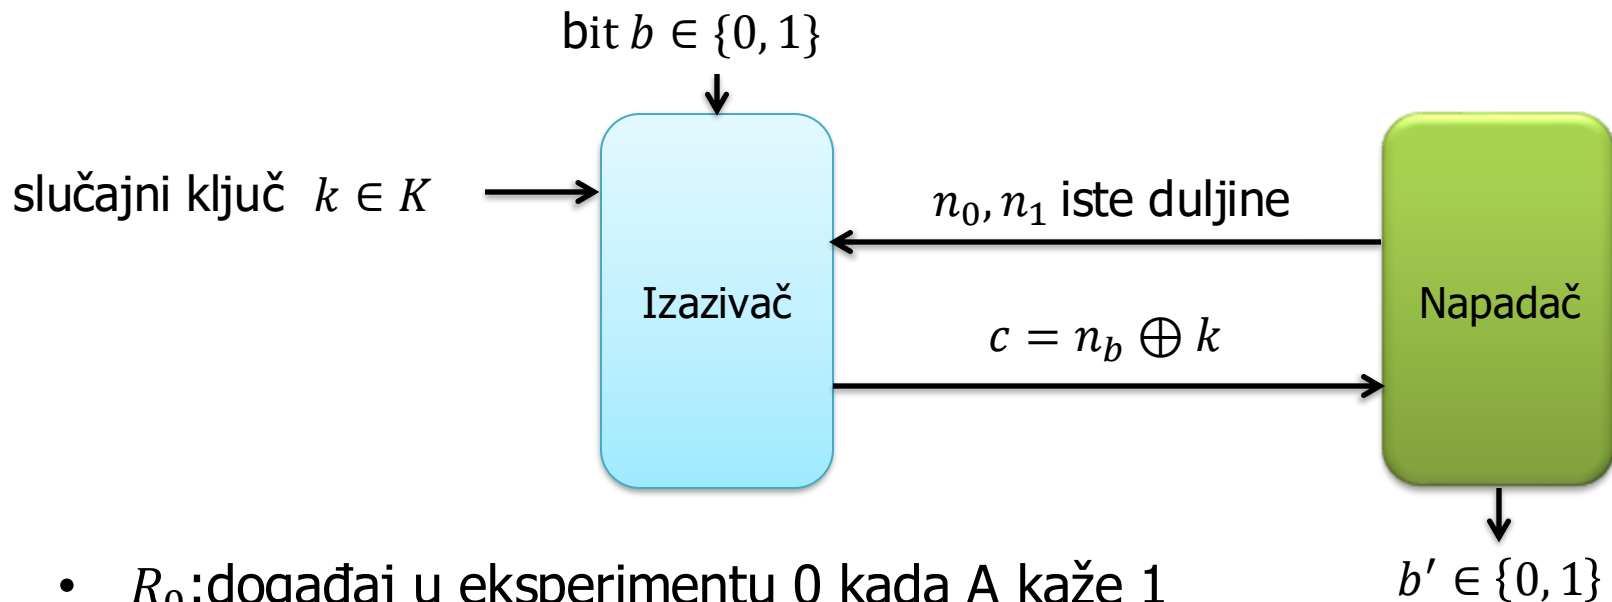 bit b ∈ {0, 1}
slučajni ključ k ∈ K
n₀, n₁ iste duljine
Izazivač
Napadač
c = n_b ⊕ k
• R₀:događaj u eksperimentu 0 kada A kaže 1
b′ ∈ {0, 1}